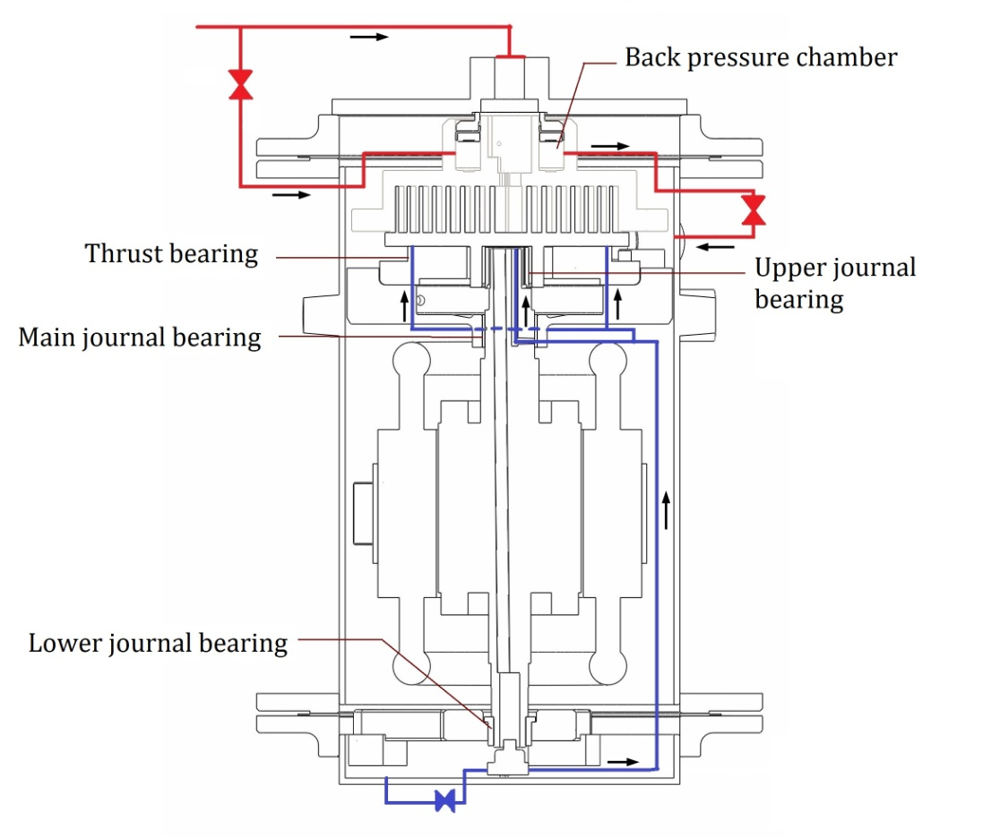 Back pressure chamber
Thrust bearing
Upper journal
bearing
Main journal bearing
Lower journal bearing